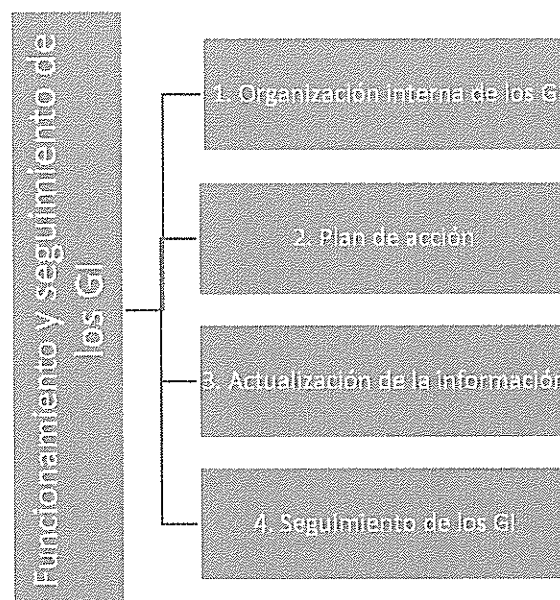 Funcionamiento y seguimiento de
los GI
1. Organización interna de los G
2. Plan de acción
3. Actualización de la información
4. Seguimiento de los GI